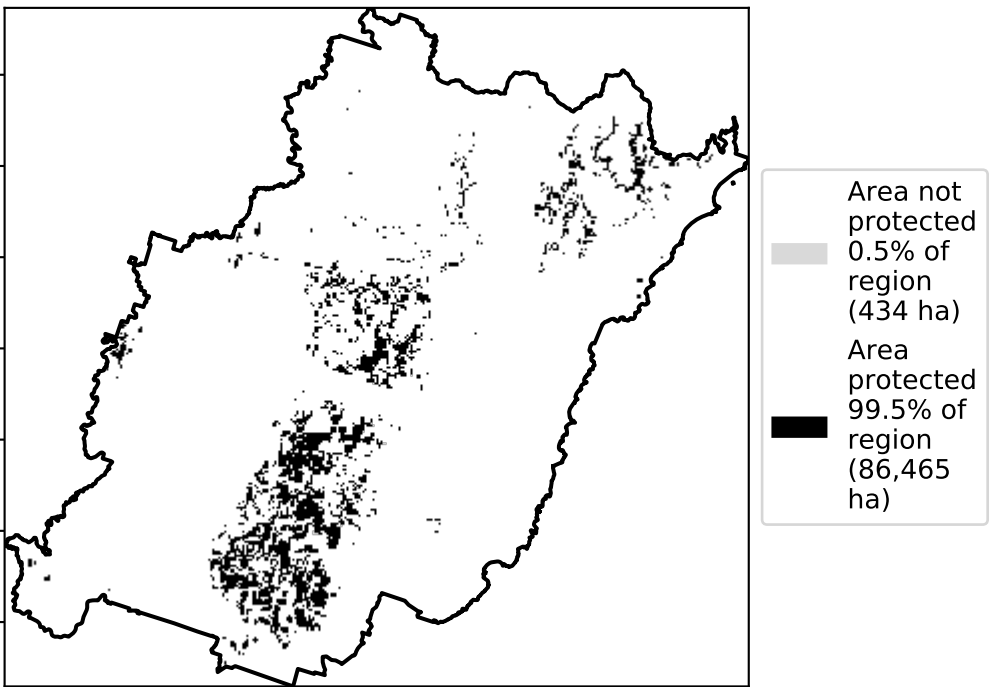 Area not
protected
0.5% of
region
(434 ha)
Area
protected
99.5% of
region
(86,465
ha)